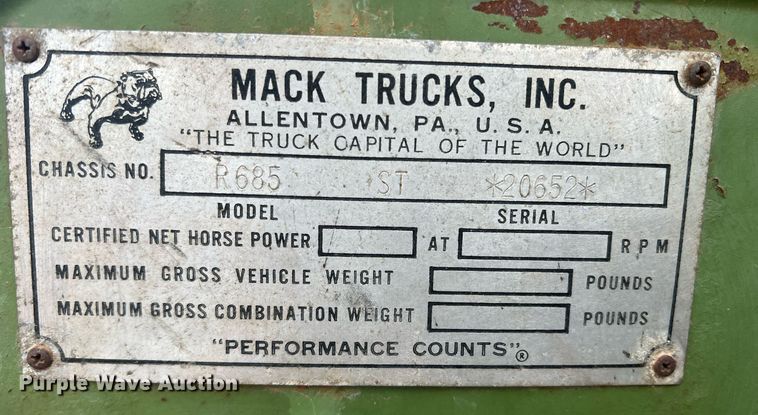 MACK TRUCKS, INC.
ALLENTOWN, PA., U.S.A.
"THE TRUCK CAPITAL OF THE WORLD"
CHASSIS NO. R685 ST *20652*
MODEL SERIAL
CERTIFIED NET HORSE POWER AT RPM
MAXIMUM GROSS VEHICLE WEIGHT POUNDS
MAXIMUM GROSS COMBINATION WEIGHT POUNDS
"PERFORMANCE COUNTS"®
Purple Wave Auction